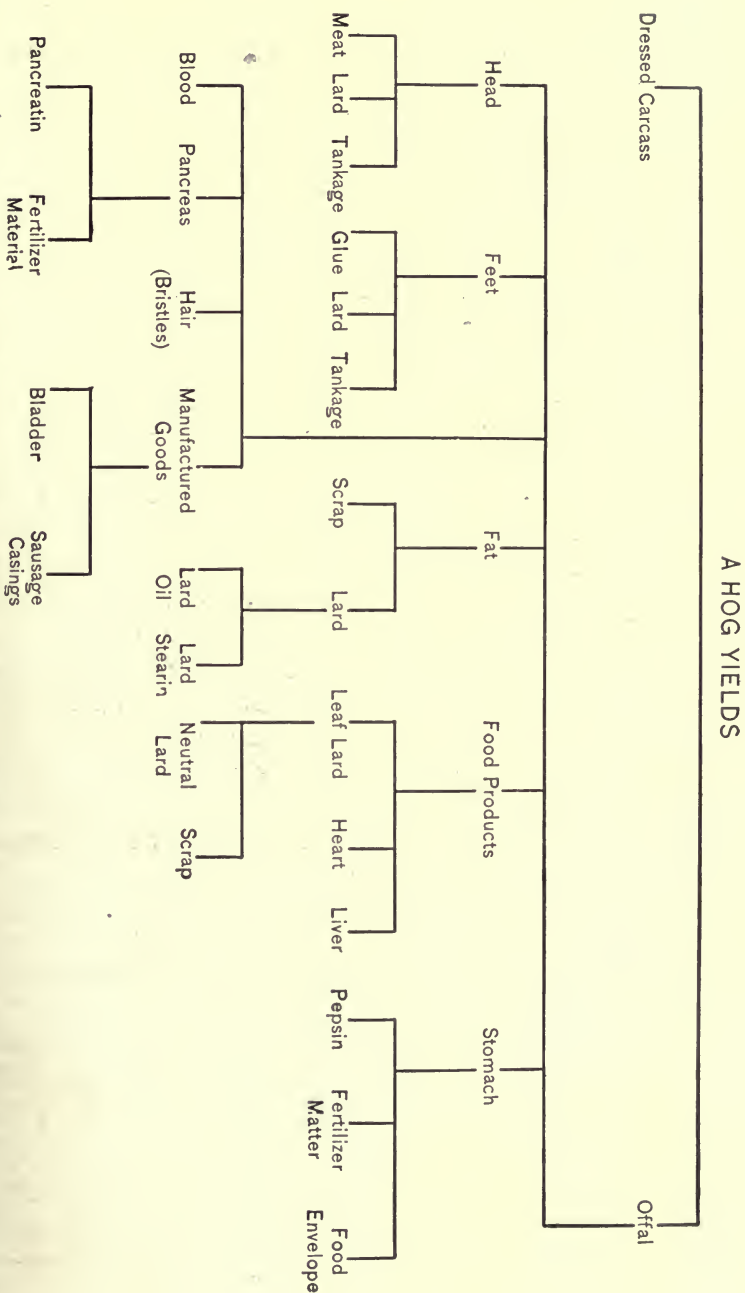 A HOG YIELDS
Dressed Carcass
Offal
Head
Feet
Fat
Food Products
Stomach
Meat
Lard
Tankage
Glue
Lard
Tankage
Scrap
Lard
Leaf Lard
Heart
Liver
Pepsin
Fertilizer
Matter
Food
Envelope
Blood
Pancreas
Hair
(Bristles)
Manufactured
Goods
Lard
Oil
Lard
Stearin
Neutral
Lard
Scrap
Pancreatin
Fertilizer
Material
Bladder
Sausage
Casings